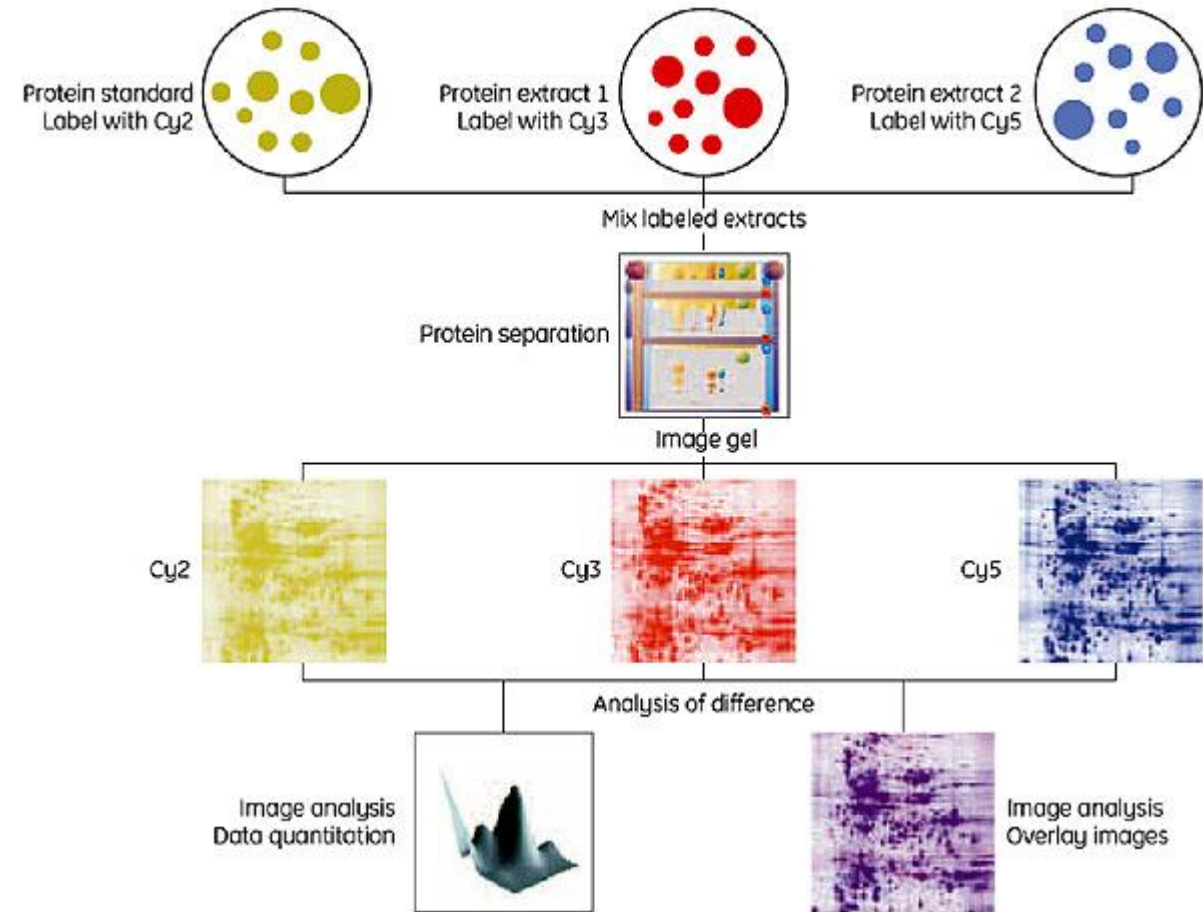 Protein standard
Label with Cy2
Protein extract 1
Label with Cy3
Protein extract 2
Label with Cy5
Mix labeled extracts
Protein separation
Image gel
Cy2
Cy3
Cy5
Analysis of difference
Image analysis
Data quantitation
Image analysis
Overlay images